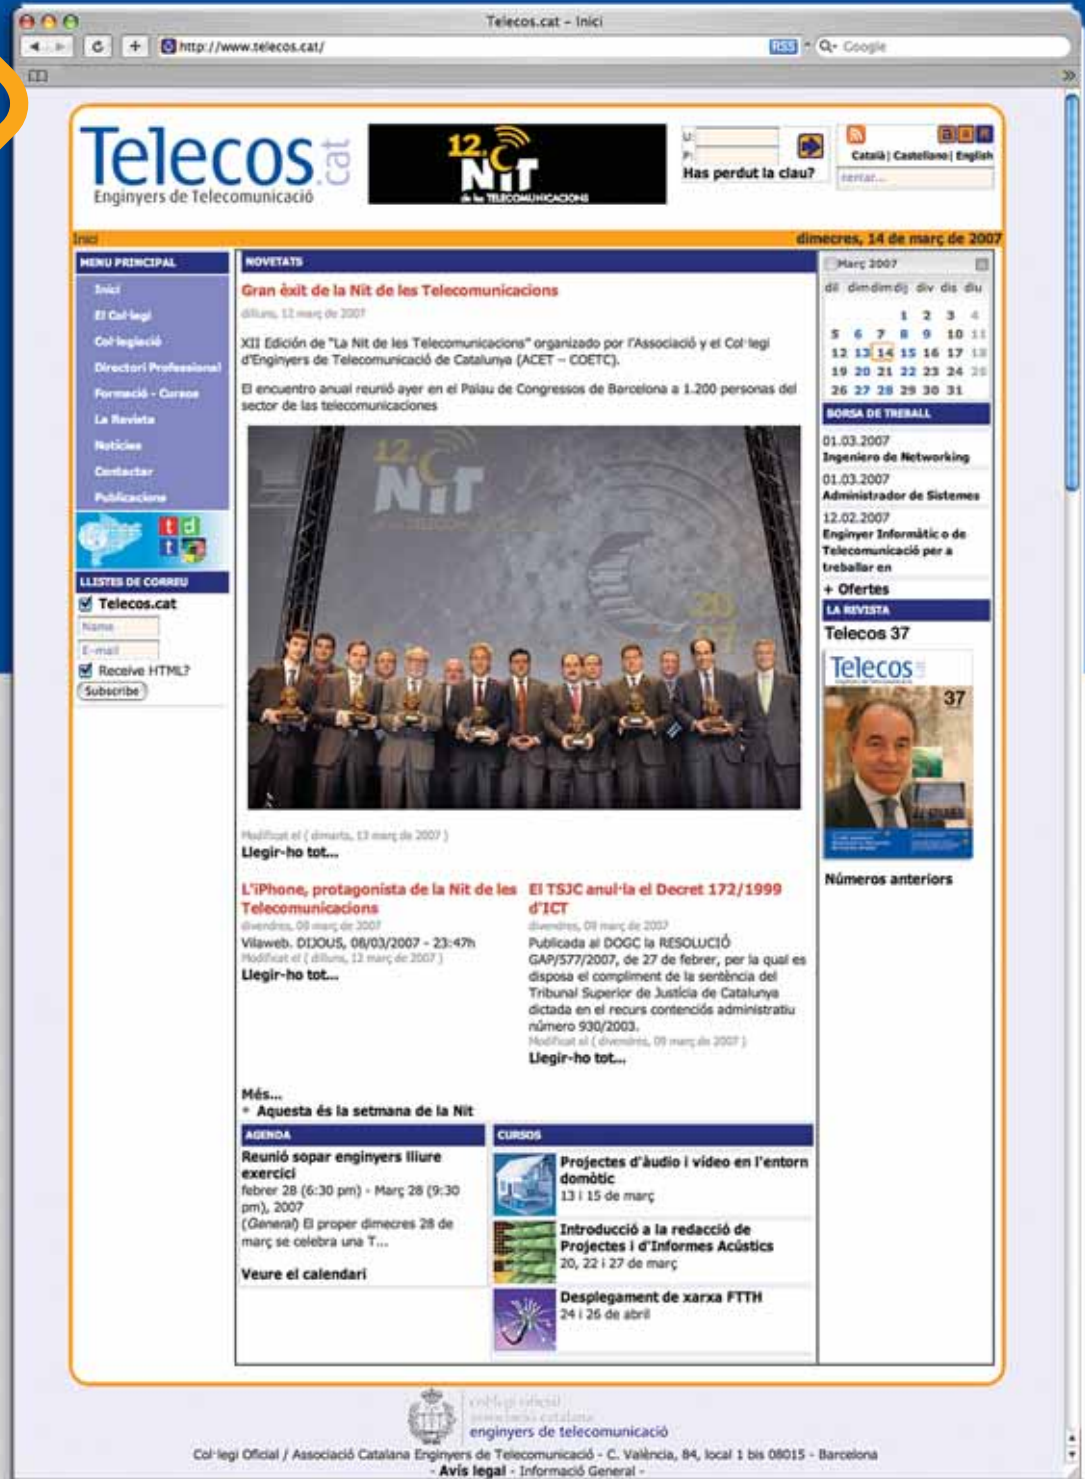 Telecos.cat – Inici
http://www.telecos.cat/
RSS
Google
Telecos.cat
Enginyers de Telecomunicació
12.
NiT
de les TELECOMUNICACIONS
U:
P:
Has perdut la clau?
Català | Castellano | English
cercar...
Inici
dimecres, 14 de març de 2007
MENU PRINCIPAL
Inici
El Col·legi
Col·legiació
Directori Professional
Formació - Cursos
La Revista
Notícies
Contactar
Publicacions
t d t
LLISTES DE CORREU
Telecos.cat
Name
E-mail
Receive HTML?
Subscribe
NOVETATS
Gran èxit de la Nit de les Telecomunicacions
dilluns, 12 març de 2007
XII Edición de "La Nit de les Telecomunicacions" organizado por l'Associació y el Col·legi
d'Enginyers de Telecomunicació de Catalunya (ACET – COETC).
El encuentro anual reunió ayer en el Palau de Congressos de Barcelona a 1.200 personas del
sector de las telecomunicaciones
12.
NiT
2007
Modificat el ( dimarts, 13 març de 2007 )
Llegir-ho tot...
L'iPhone, protagonista de la Nit de les
Telecomunicacions
divendres, 09 març de 2007
Vilaweb. DIJOUS, 08/03/2007 - 23:47h
Modificat el ( dilluns, 12 març de 2007 )
Llegir-ho tot...
El TSJC anul·la el Decret 172/1999
d'ICT
divendres, 09 març de 2007
Publicada al DOGC la RESOLUCIÓ
GAP/577/2007, de 27 de febrer, per la qual es
disposa el compliment de la sentència del
Tribunal Superior de Justícia de Catalunya
dictada en el recurs contenciós administratiu
número 930/2003.
Modificat el ( divendres, 09 març de 2007 )
Llegir-ho tot...
Més...
Aquesta és la setmana de la Nit
AGENDA
Reunió sopar enginyers lliure
exercici
febrer 28 (6:30 pm) - Març 28 (9:30
pm), 2007
(General) El proper dimecres 28 de
març se celebra una T...
Veure el calendari
CURSOS
Projectes d'àudio i vídeo en l'entorn
domòtic
13 i 15 de març
Introducció a la redacció de
Projectes i d'Informes Acústics
20, 22 i 27 de març
Desplegament de xarxa FTTH
24 i 26 de abril
Març 2007
dil dim dim dij div dis diu
1 2 3 4
5 6 7 8 9 10 11
12 13 14 15 16 17 18
19 20 21 22 23 24 25
26 27 28 29 30 31
BORSA DE TREBALL
01.03.2007
Ingeniero de Networking
01.03.2007
Administrador de Sistemes
12.02.2007
Enginyer Informàtic o de
Telecomunicació per a
treballar en
+ Ofertes
LA REVISTA
Telecos 37
Telecos
37
Números anteriors
col·legi oficial
associació catalana
enginyers de telecomunicació
Col·legi Oficial / Associació Catalana Enginyers de Telecomunicació - C. València, 84, local 1 bis 08015 - Barcelona
- Avís legal - Informació General -